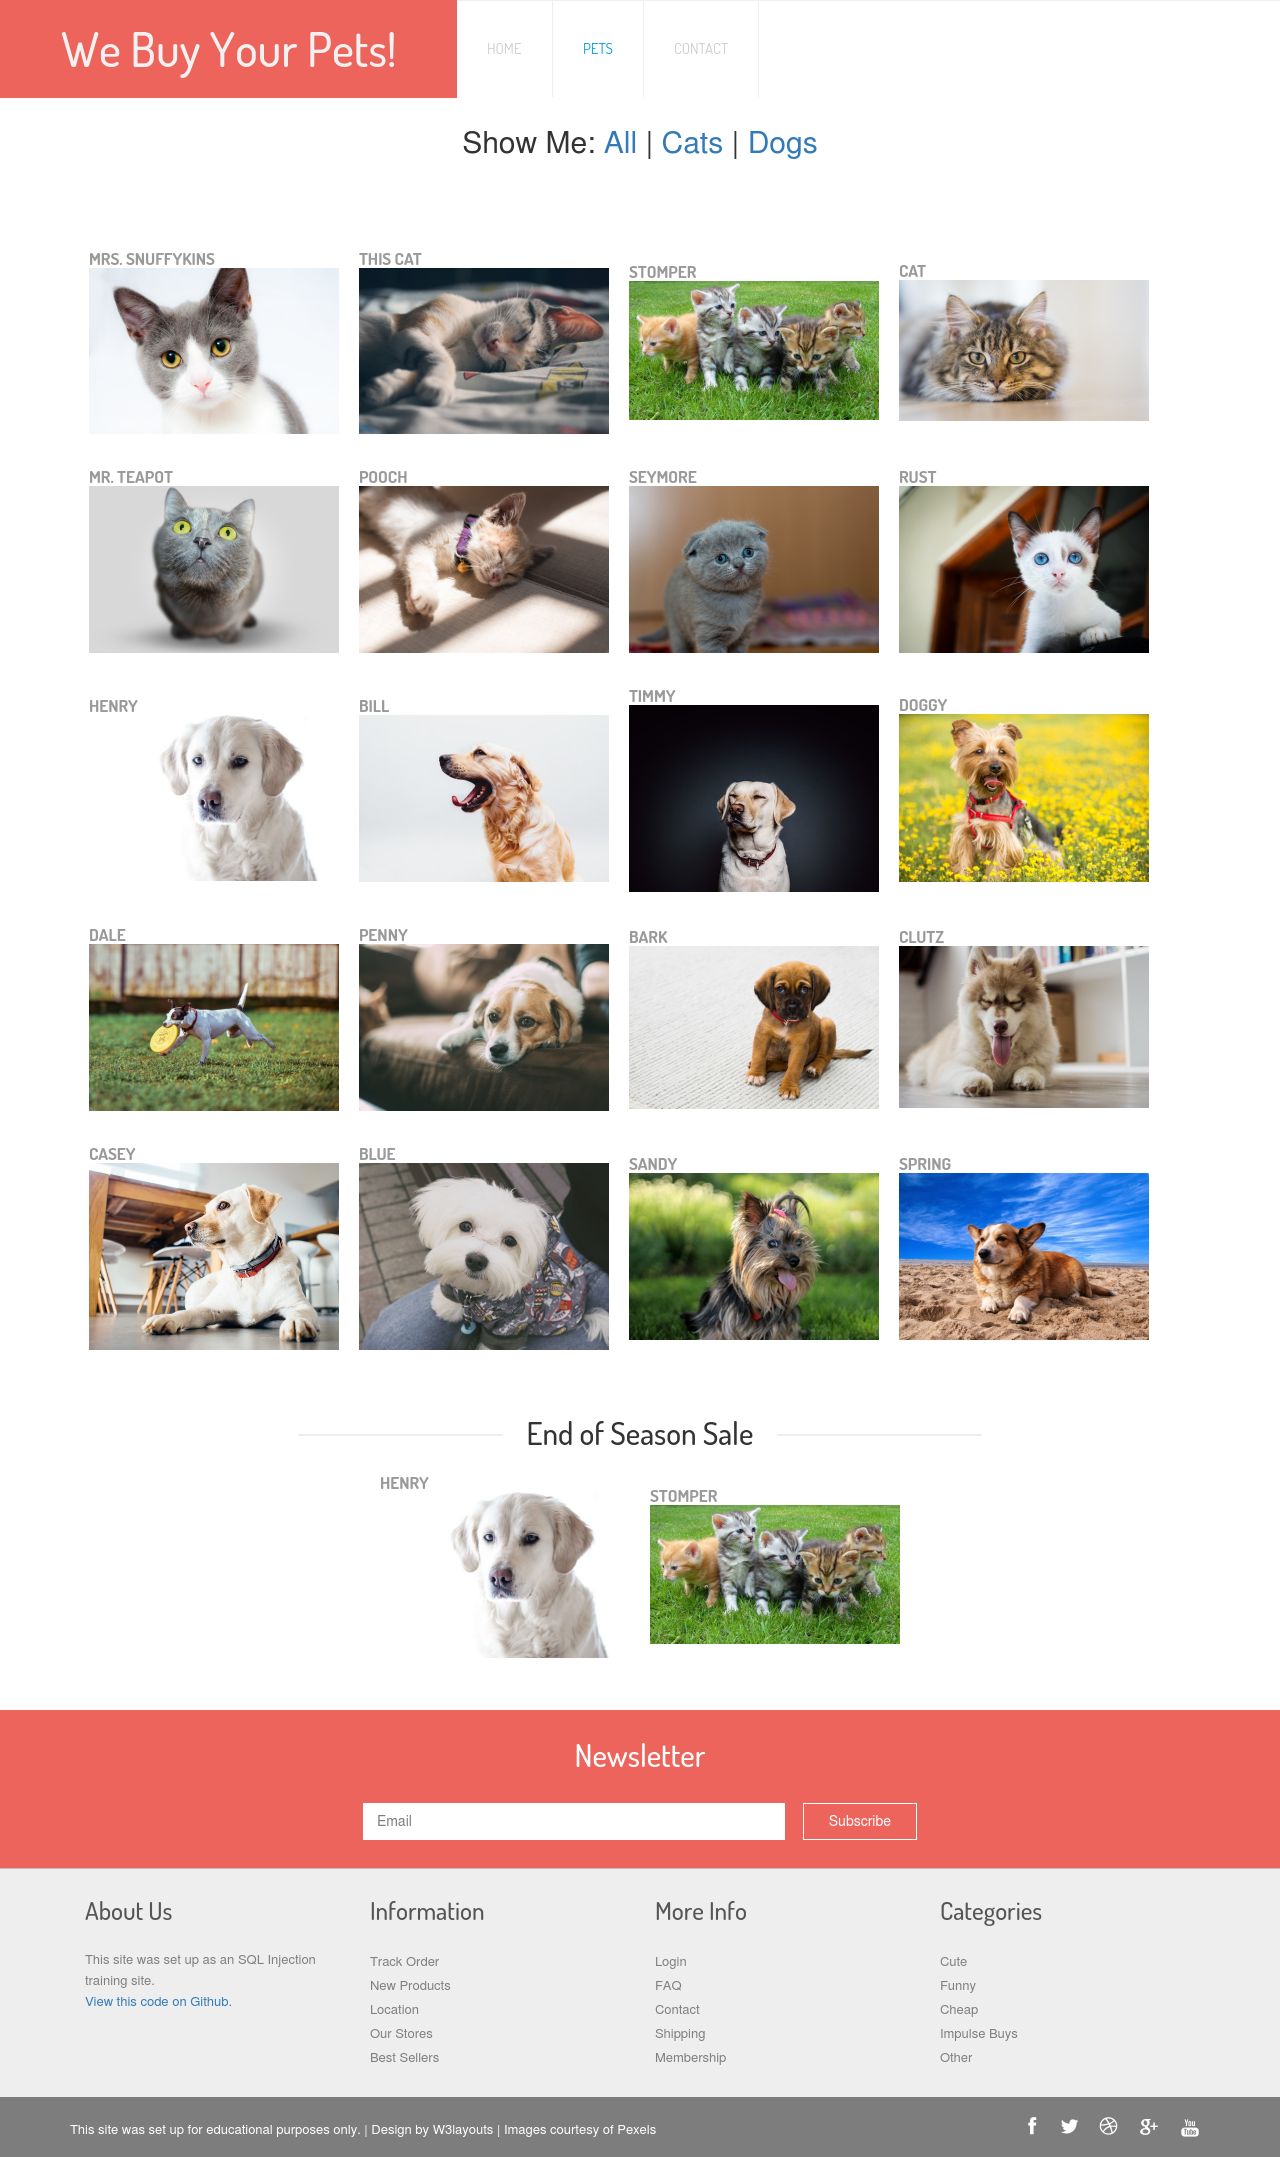 We Buy Your Pets!
HOME
PETS
CONTACT
Show Me: All | Cats | Dogs
MRS. SNUFFYKINS
THIS CAT
STOMPER
CAT
MR. TEAPOT
POOCH
SEYMORE
RUST
HENRY
BILL
TIMMY
DOGGY
DALE
PENNY
BARK
CLUTZ
CASEY
BLUE
SANDY
SPRING
End of Season Sale
HENRY
STOMPER
Newsletter
Email
Subscribe
About Us
This site was set up as an SQL Injection
training site.
View this code on Github.
Information
Track Order
New Products
Location
Our Stores
Best Sellers
More Info
Login
FAQ
Contact
Shipping
Membership
Categories
Cute
Funny
Cheap
Impulse Buys
Other
This site was set up for educational purposes only. | Design by W3layouts | Images courtesy of Pexels
You
Tube